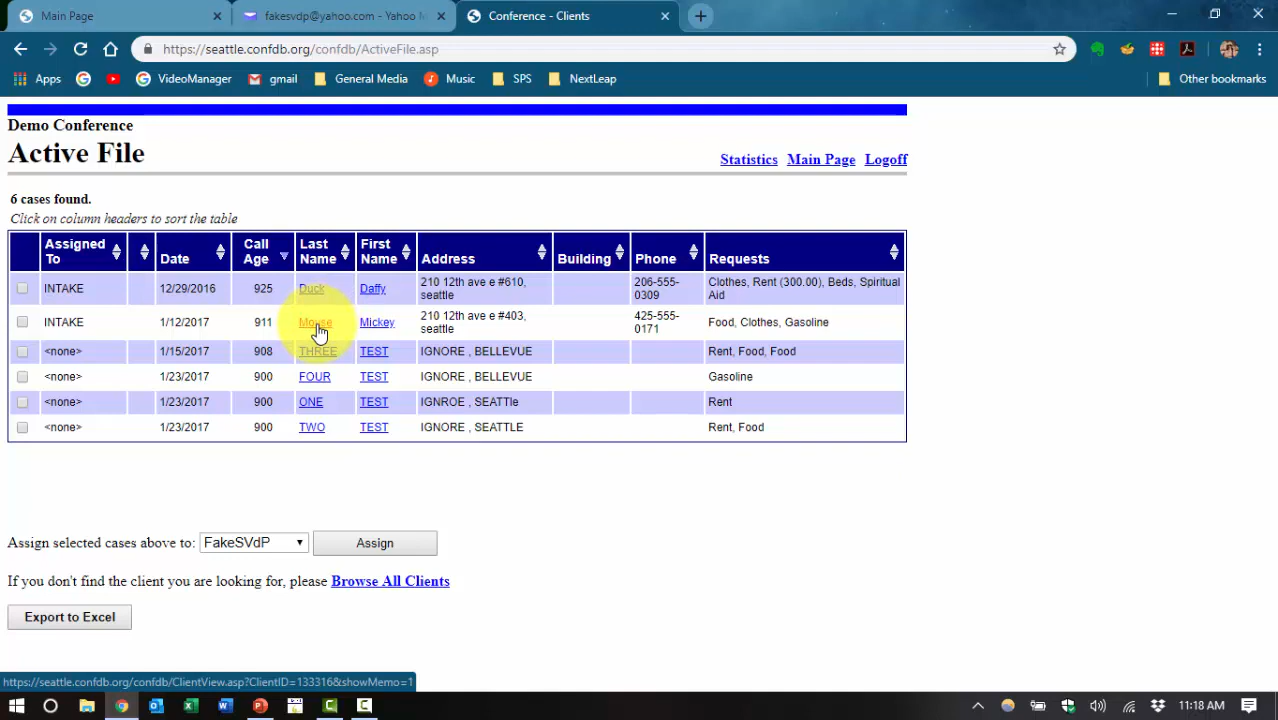 Main Page
fakesvdp@yahoo.com - Yahoo M
Conference - Clients
https://seattle.confdb.org/confdb/ActiveFile.asp
Apps VideoManager gmail General Media Music SPS NextLeap Other bookmarks
Demo Conference
Active File
Statistics Main Page Logoff
6 cases found.
Click on column headers to sort the table
Assigned To Date Call Age Last Name First Name Address Building Phone Requests
INTAKE 12/29/2016 925 Duck Daffy 210 12th ave e #610, seattle 206-555-0309 Clothes, Rent (300.00), Beds, Spiritual Aid
INTAKE 1/12/2017 911 Mouse Mickey 210 12th ave e #403, seattle 425-555-0171 Food, Clothes, Gasoline
<none> 1/15/2017 908 THREE TEST IGNORE , BELLEVUE Rent, Food, Food
<none> 1/23/2017 900 FOUR TEST IGNORE , BELLEVUE Gasoline
<none> 1/23/2017 900 ONE TEST IGNROE , SEATTle Rent
<none> 1/23/2017 900 TWO TEST IGNORE , SEATTLE Rent, Food
Assign selected cases above to: FakeSVdP Assign
If you don't find the client you are looking for, please Browse All Clients
Export to Excel
https://seattle.confdb.org/confdb/ClientView.asp?ClientID=133316&showMemo=1
11:18 AM